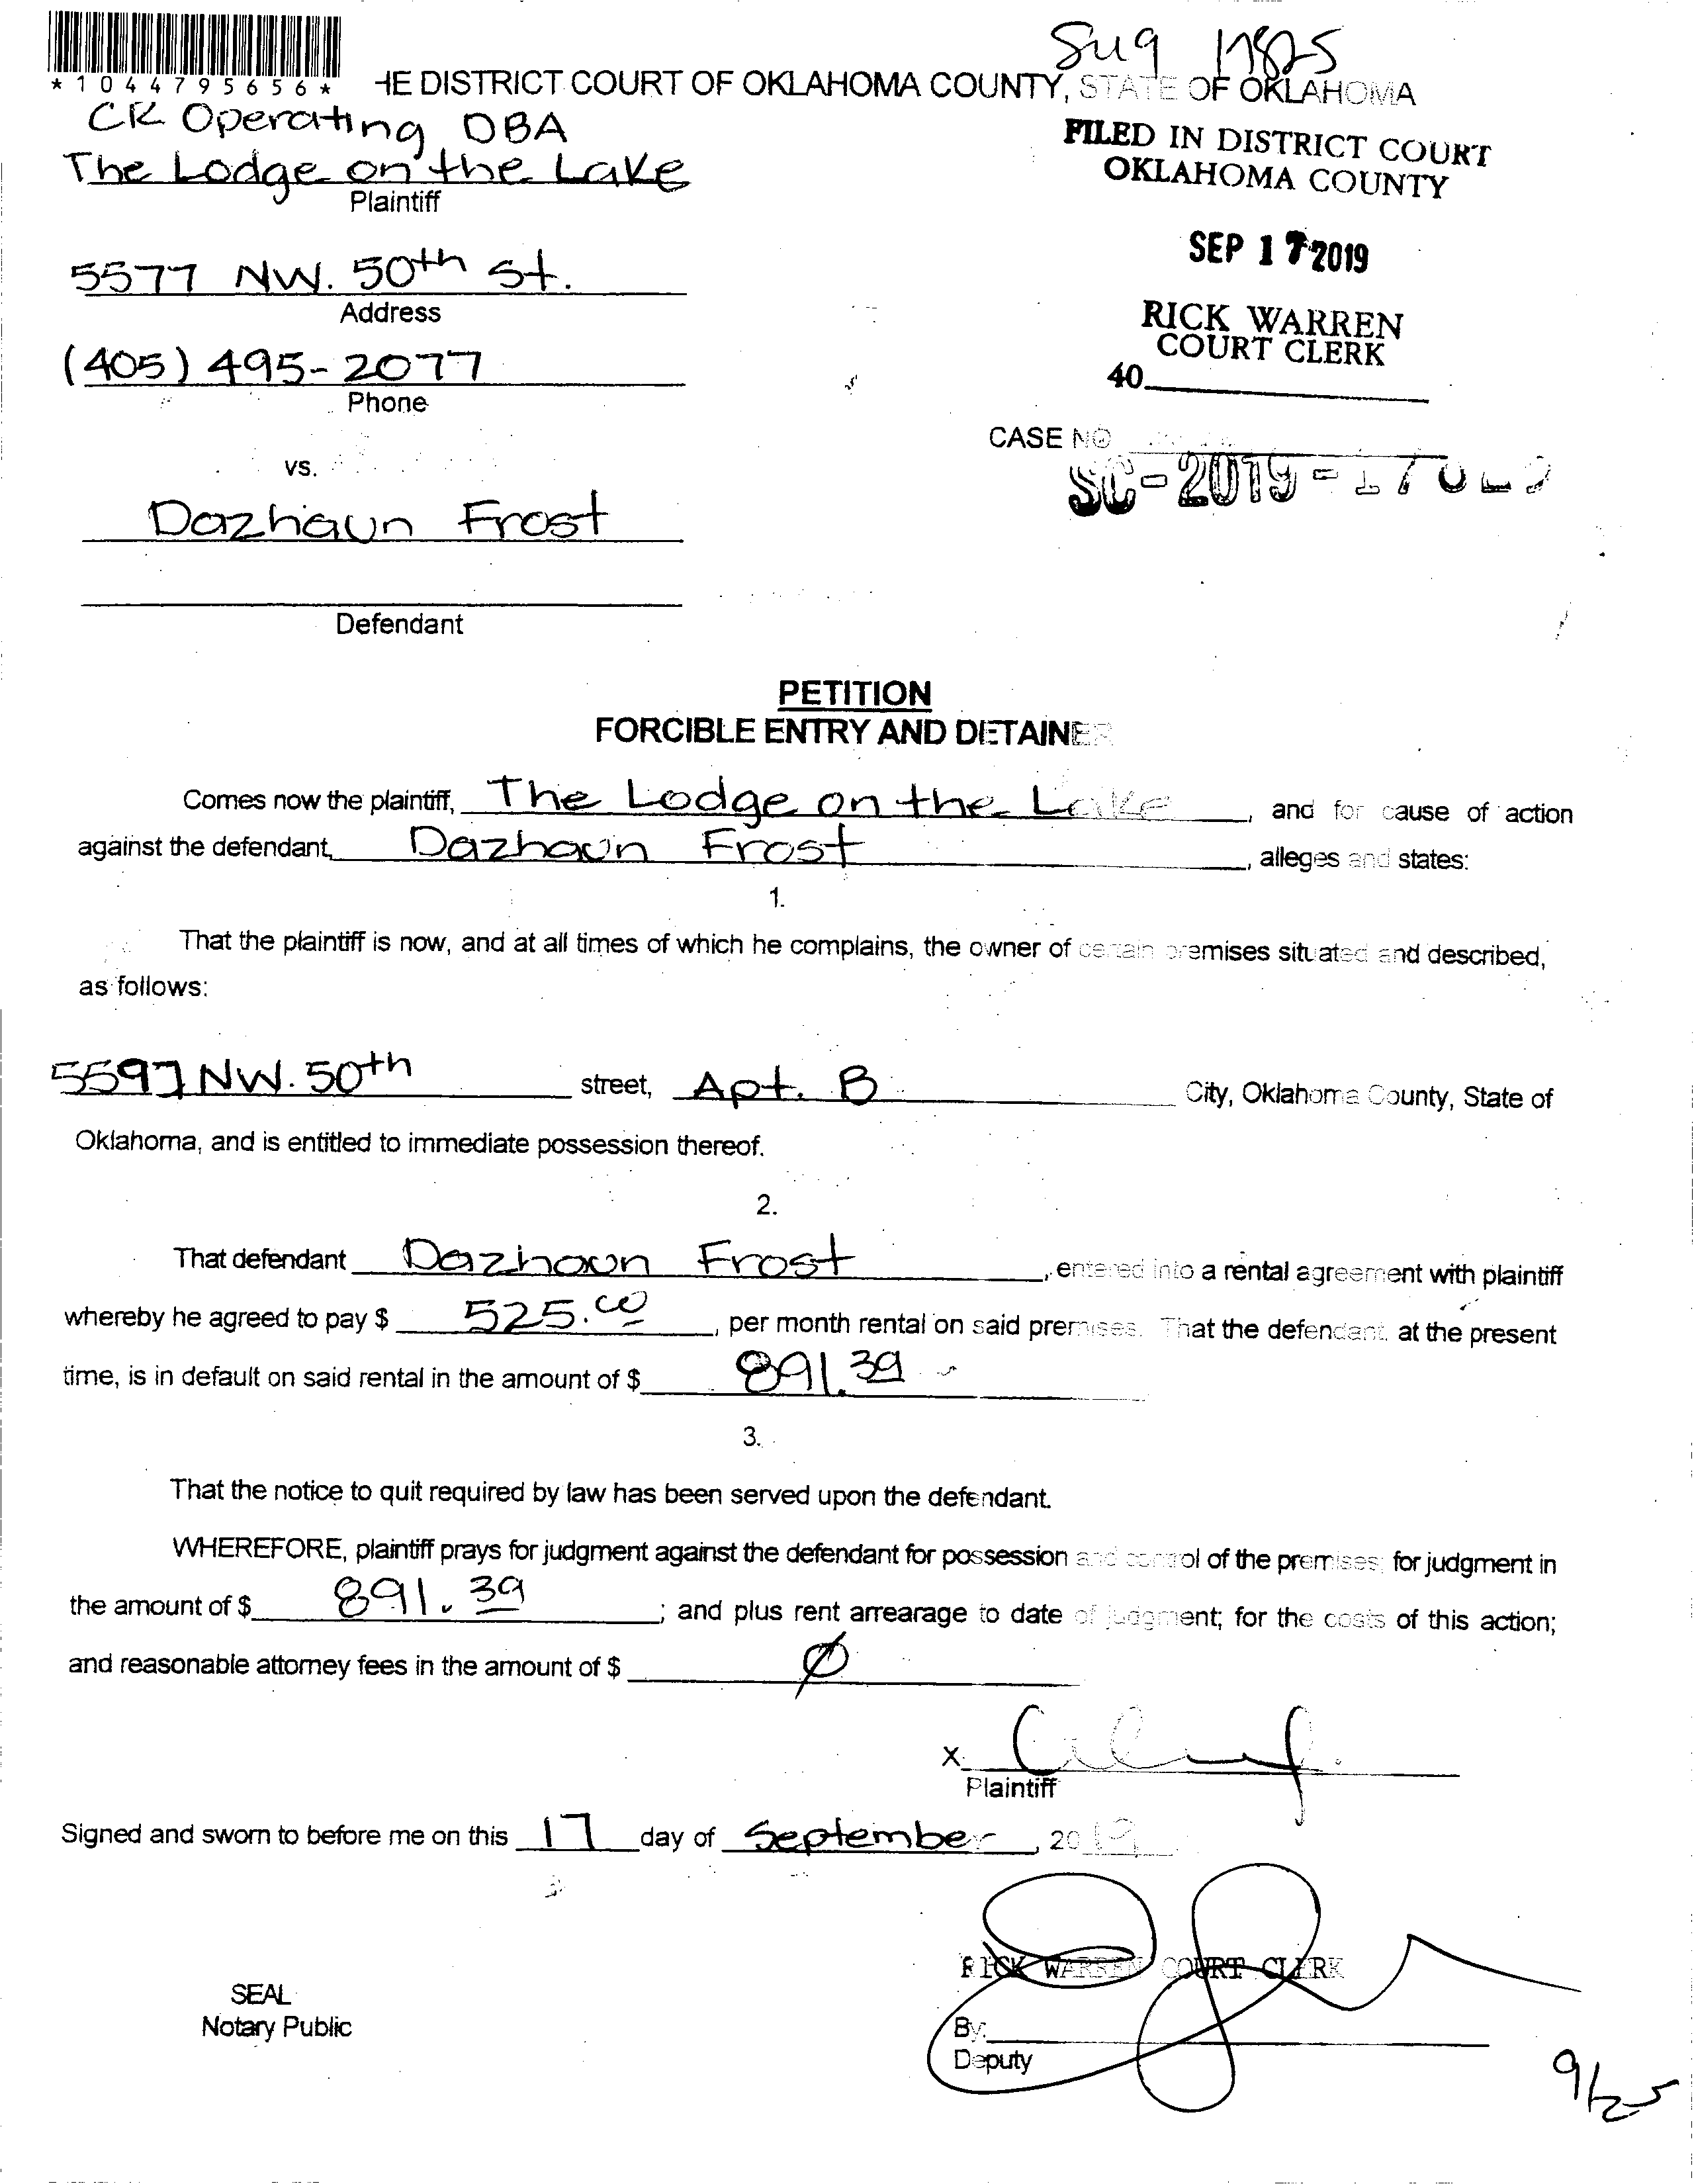 *1044795656*
HE DISTRICT COURT OF OKLAHOMA COUNTY, STATE OF OKLAHOMA
CK Operating DBA
The Lodge on the Lake
Plaintiff
FILED IN DISTRICT COURT
OKLAHOMA COUNTY
SEP 17 2019
5577 NW. 50th St.
Address
RICK WARREN
COURT CLERK
40
(405) 495-2077
Phone
CASE NO
SC-2019-
vs.
Dazhaun Frost
Defendant
PETITION
FORCIBLE ENTRY AND DETAINER
Comes now the plaintiff, The Lodge on the Lake, and for cause of action
against the defendant, Dazhaun Frost, alleges and states:
1.
That the plaintiff is now, and at all times of which he complains, the owner of certain premises situated and described,
as follows:
5597 NW. 50th street, Apt. B City, Oklahoma County, State of
Oklahoma, and is entitled to immediate possession thereof.
2.
That defendant Dazhaun Frost, entered into a rental agreement with plaintiff
whereby he agreed to pay $ 525.00, per month rental on said premises. That the defendant, at the present
time, is in default on said rental in the amount of $ 891.39
3.
That the notice to quit required by law has been served upon the defendant.
WHEREFORE, plaintiff prays for judgment against the defendant for possession and control of the premises; for judgment in
the amount of $ 891.39; and plus rent arrearage to date of judgment; for the costs of this action;
and reasonable attorney fees in the amount of $ Ø
X
Plaintiff
Signed and sworn to before me on this 17 day of September, 2019
RICK WARREN COURT CLERK
SEAL
Notary Public
By:
Deputy
9/25